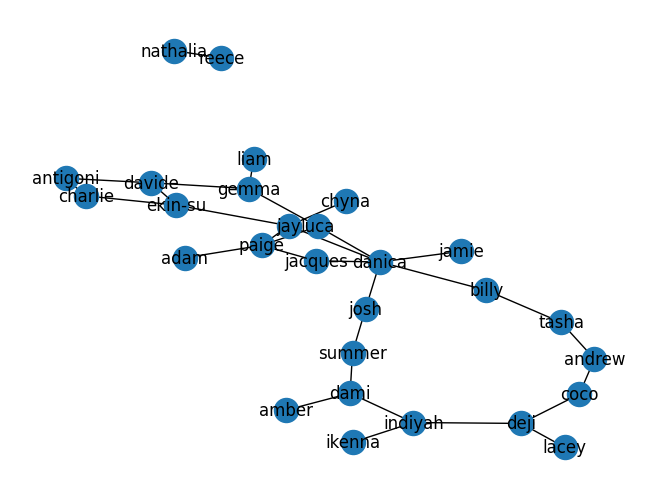 nathalia
reece
liam
antigoni
davide
gemma
charlie
ekin-su
chyna
jay
luca
paige
adam
jacques
danica
jamie
billy
josh
tasha
summer
andrew
dami
coco
amber
indiyah
deji
ikenna
lacey